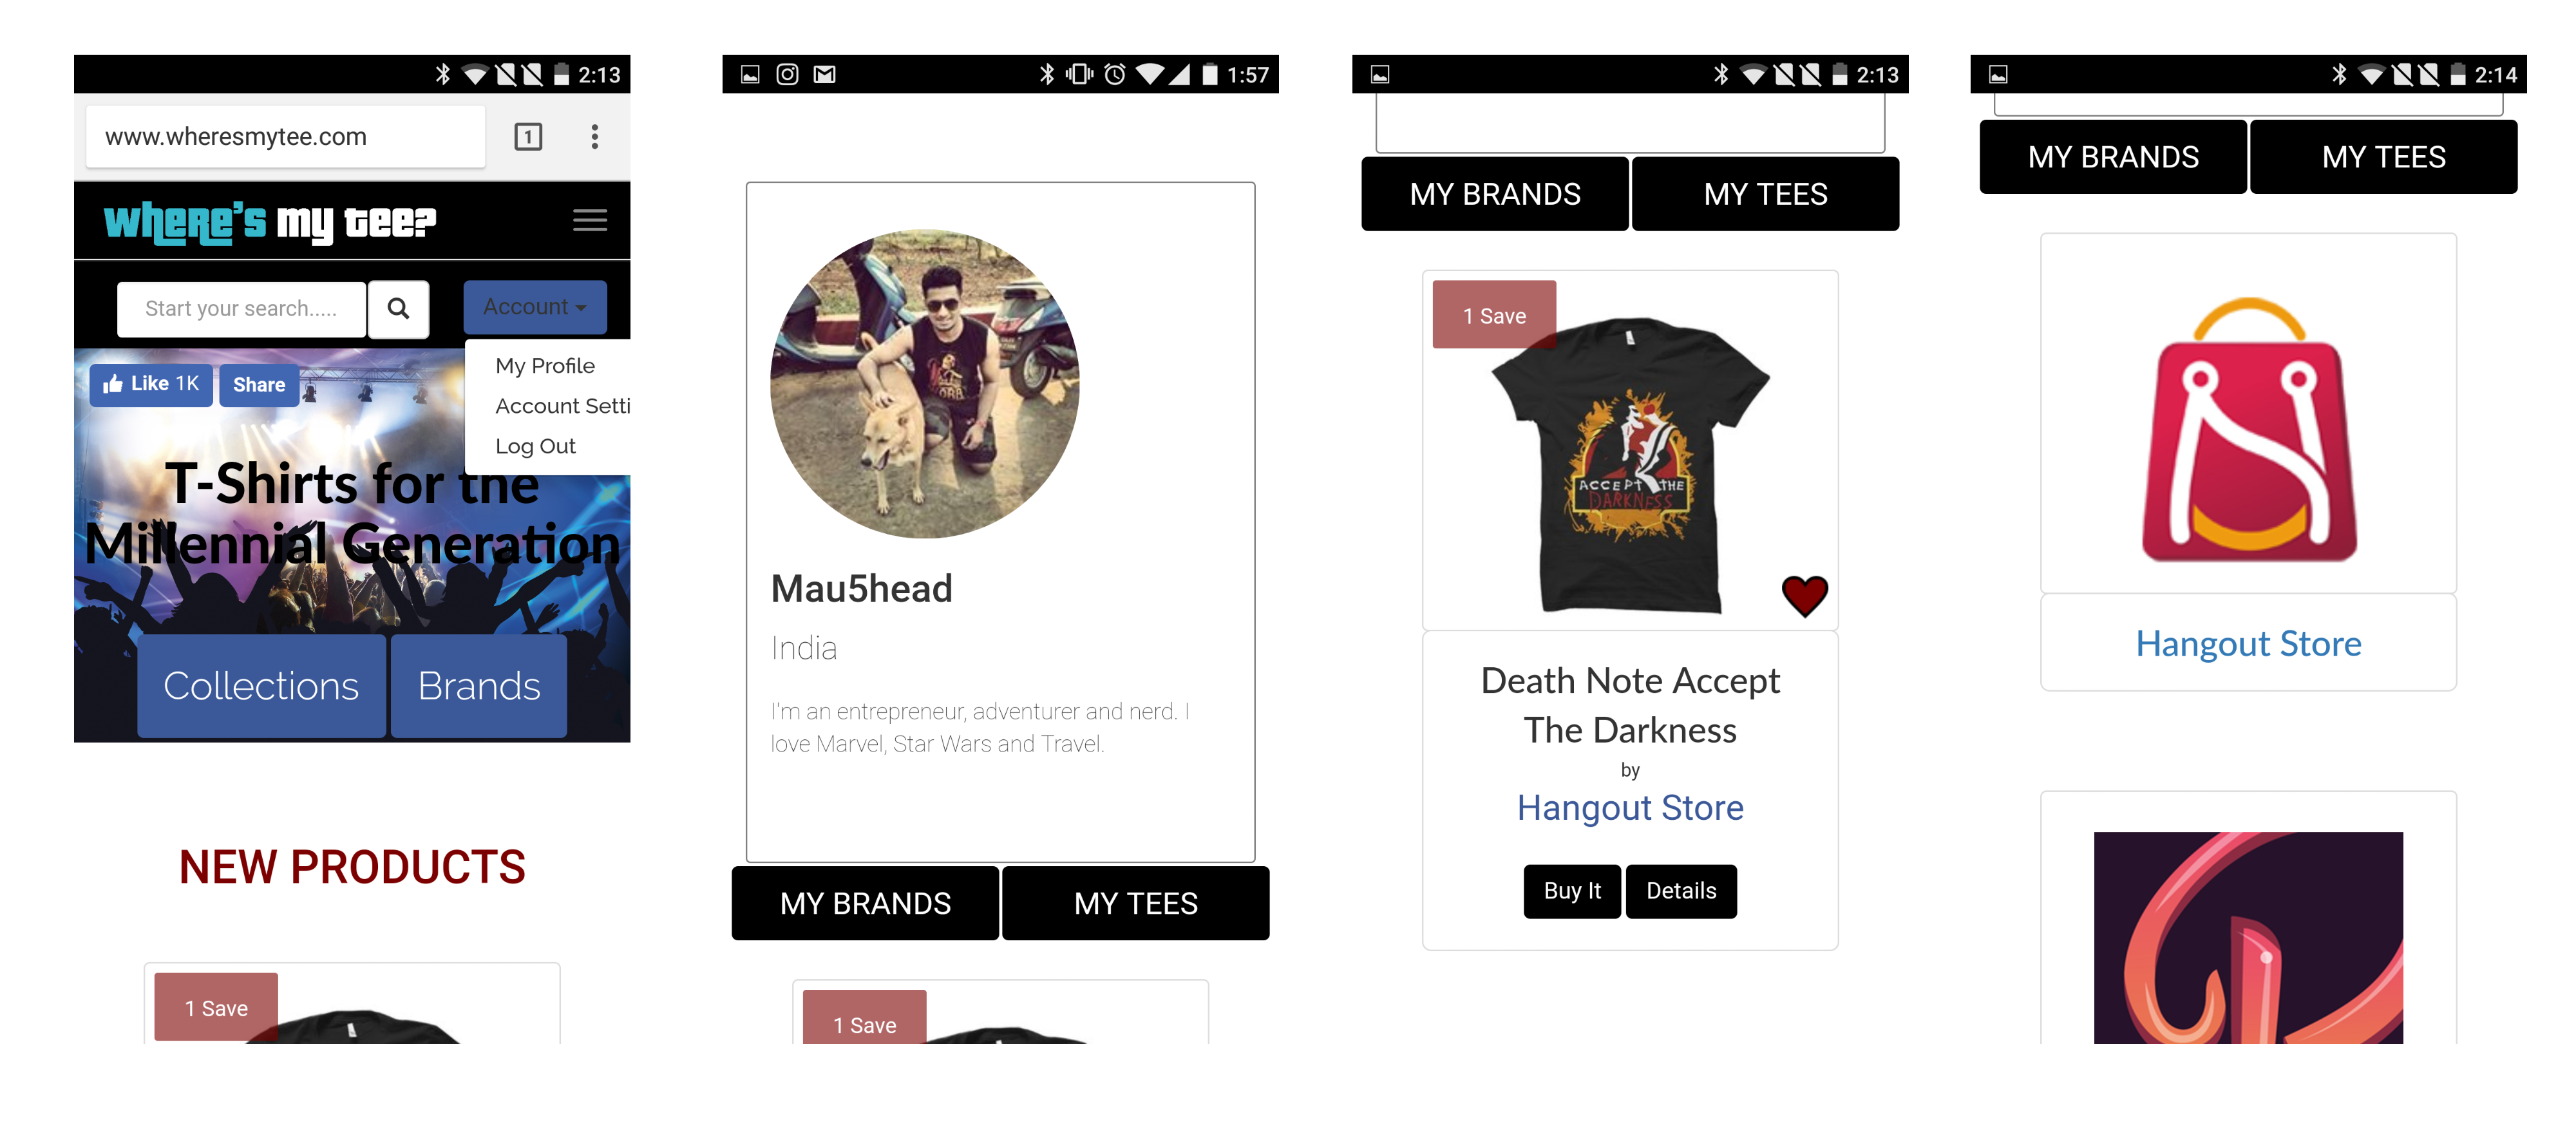 2:13
www.wheresmytee.com
1
WHERE'S my tee?
Start your search.....
Account
My Profile
Account Setti
Log Out
Like 1K
Share
T-Shirts for the
Millennial Generation
Collections
Brands
NEW PRODUCTS
1 Save
1:57
Mau5head
India
I'm an entrepreneur, adventurer and nerd. I
love Marvel, Star Wars and Travel.
MY BRANDS
MY TEES
1 Save
2:13
MY BRANDS
MY TEES
1 Save
ACCEPT THE
DARKNESS
Death Note Accept
The Darkness
by
Hangout Store
Buy It
Details
2:14
MY BRANDS
MY TEES
Hangout Store